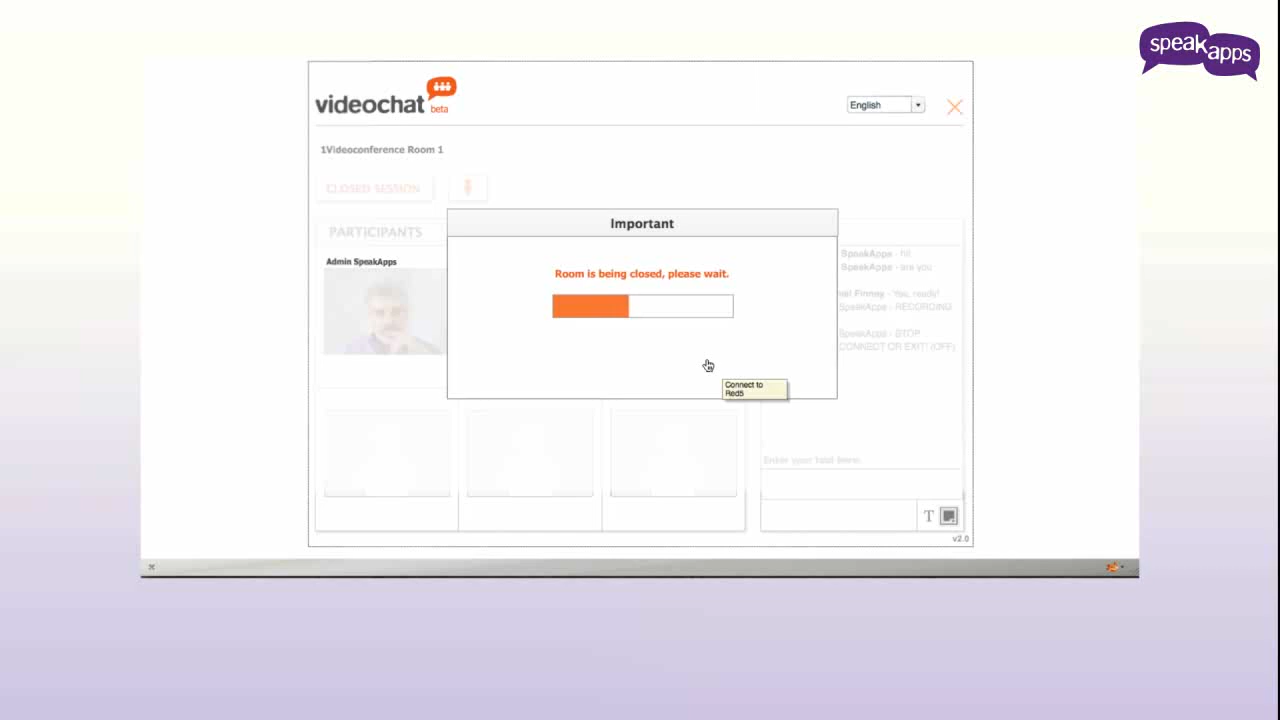 speakapps
videochat
beta
English
1Videoconference Room 1
CLOSED SESSION
Important
PARTICIPANTS
Admin SpeakApps
Room is being closed, please wait.
SpeakApps - hi!
SpeakApps - are you
Finney - Yes, ready!
SpeakApps - RECORDING
SpeakApps - STOP
CONNECT OR EXIT! (OFF)
Connect to
Red5
Enter your text here:
T
v2.0